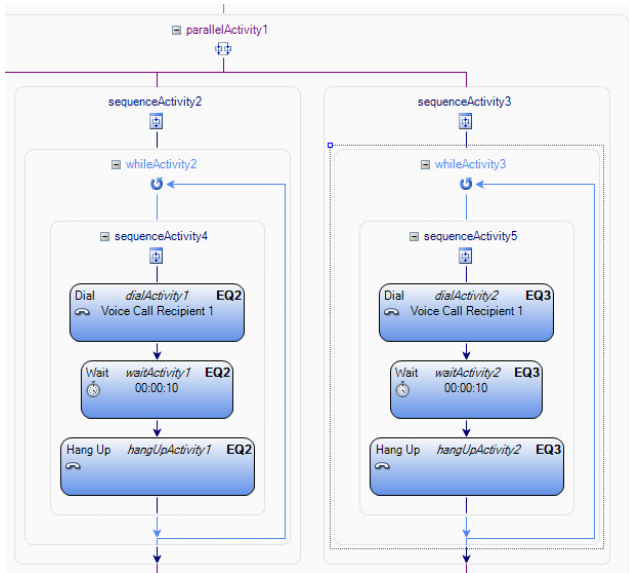 parallelActivity1
sequenceActivity2
whileActivity2
sequenceActivity4
Dial dialActivity1 EQ2
Voice Call Recipient 1
Wait waitActivity1 EQ2
00:00:10
Hang Up hangUpActivity1 EQ2
sequenceActivity3
whileActivity3
sequenceActivity5
Dial dialActivity2 EQ3
Voice Call Recipient 1
Wait waitActivity2 EQ3
00:00:10
Hang Up hangUpActivity2 EQ3